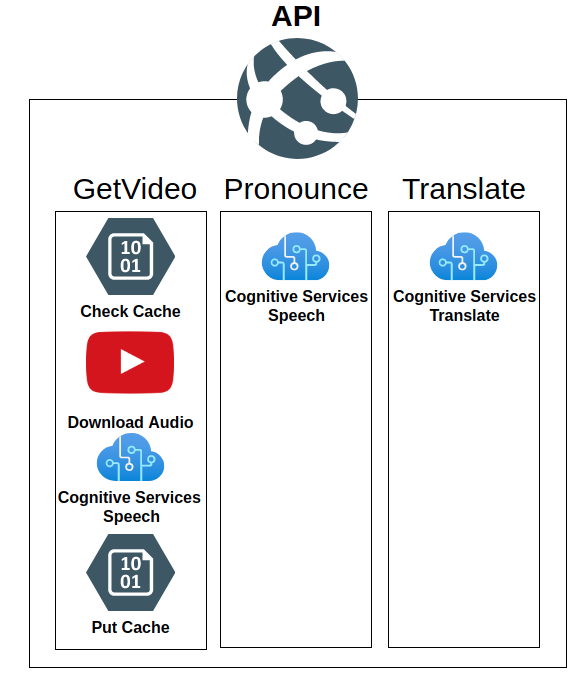 API
GetVideo
Pronounce
Translate
10
01
Check Cache
Download Audio
Cognitive Services
Speech
10
01
Put Cache
Cognitive Services
Speech
Cognitive Services
Translate